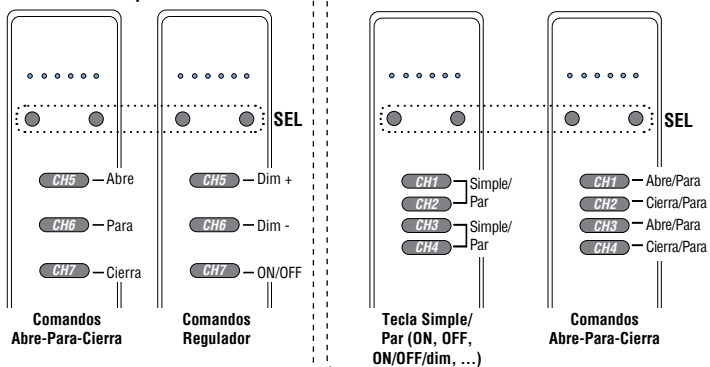 SEL
CH5 Abre
CH6 Para
CH7 Cierra
Comandos
Abre-Para-Cierra
CH5 Dim +
CH6 Dim -
CH7 ON/OFF
Comandos
Regulador
SEL
CH1 Simple/
CH2 Par
CH3 Simple/
CH4 Par
Tecla Simple/
Par (ON, OFF,
ON/OFF/dim, ...)
CH1 Abre/Para
CH2 Cierra/Para
CH3 Abre/Para
CH4 Cierra/Para
Comandos
Abre-Para-Cierra